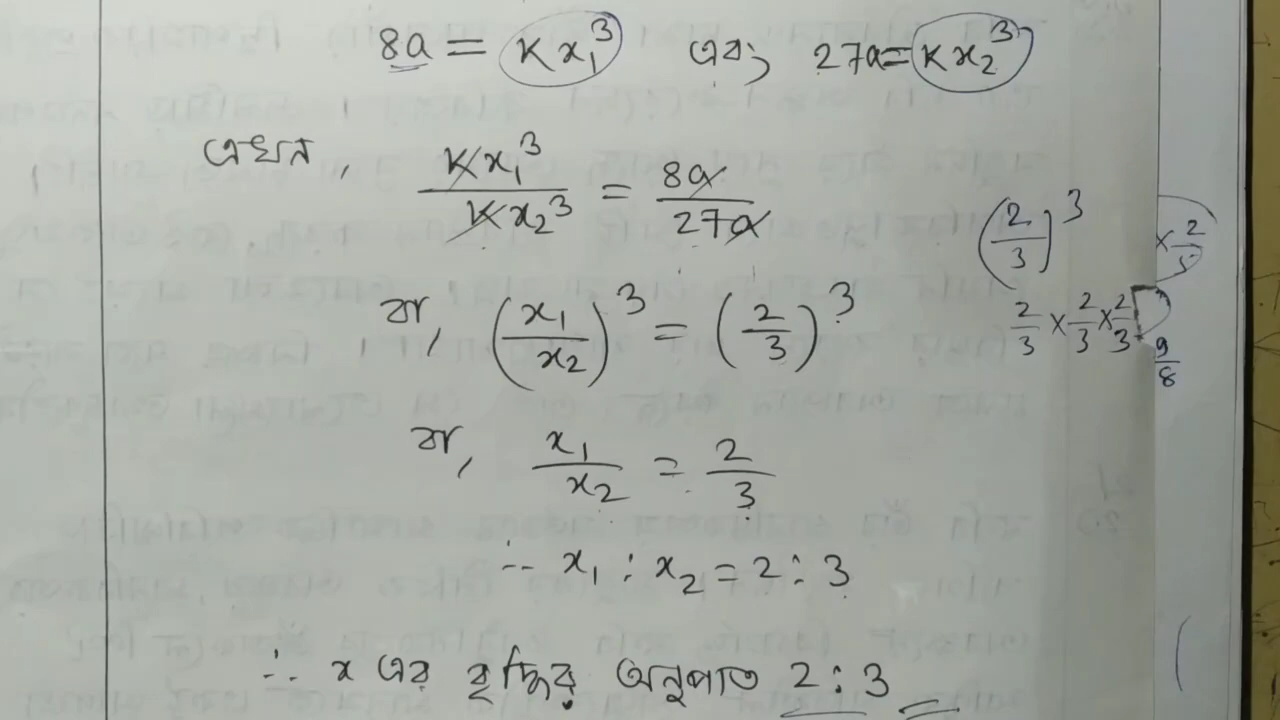 8a = Kx₁³ এবং, 27a = Kx₂³
এখন, Kx₁³/Kx₂³ = 8a/27a
(2/3)³
× 2/
বা, (x₁/x₂)³ = (2/3)³
2/3 × 2/3 × 2/3
9/8
বা, x₁/x₂ = 2/3
∴ x₁ : x₂ = 2 : 3
∴ x এর বৃদ্ধির অনুপাত 2 : 3